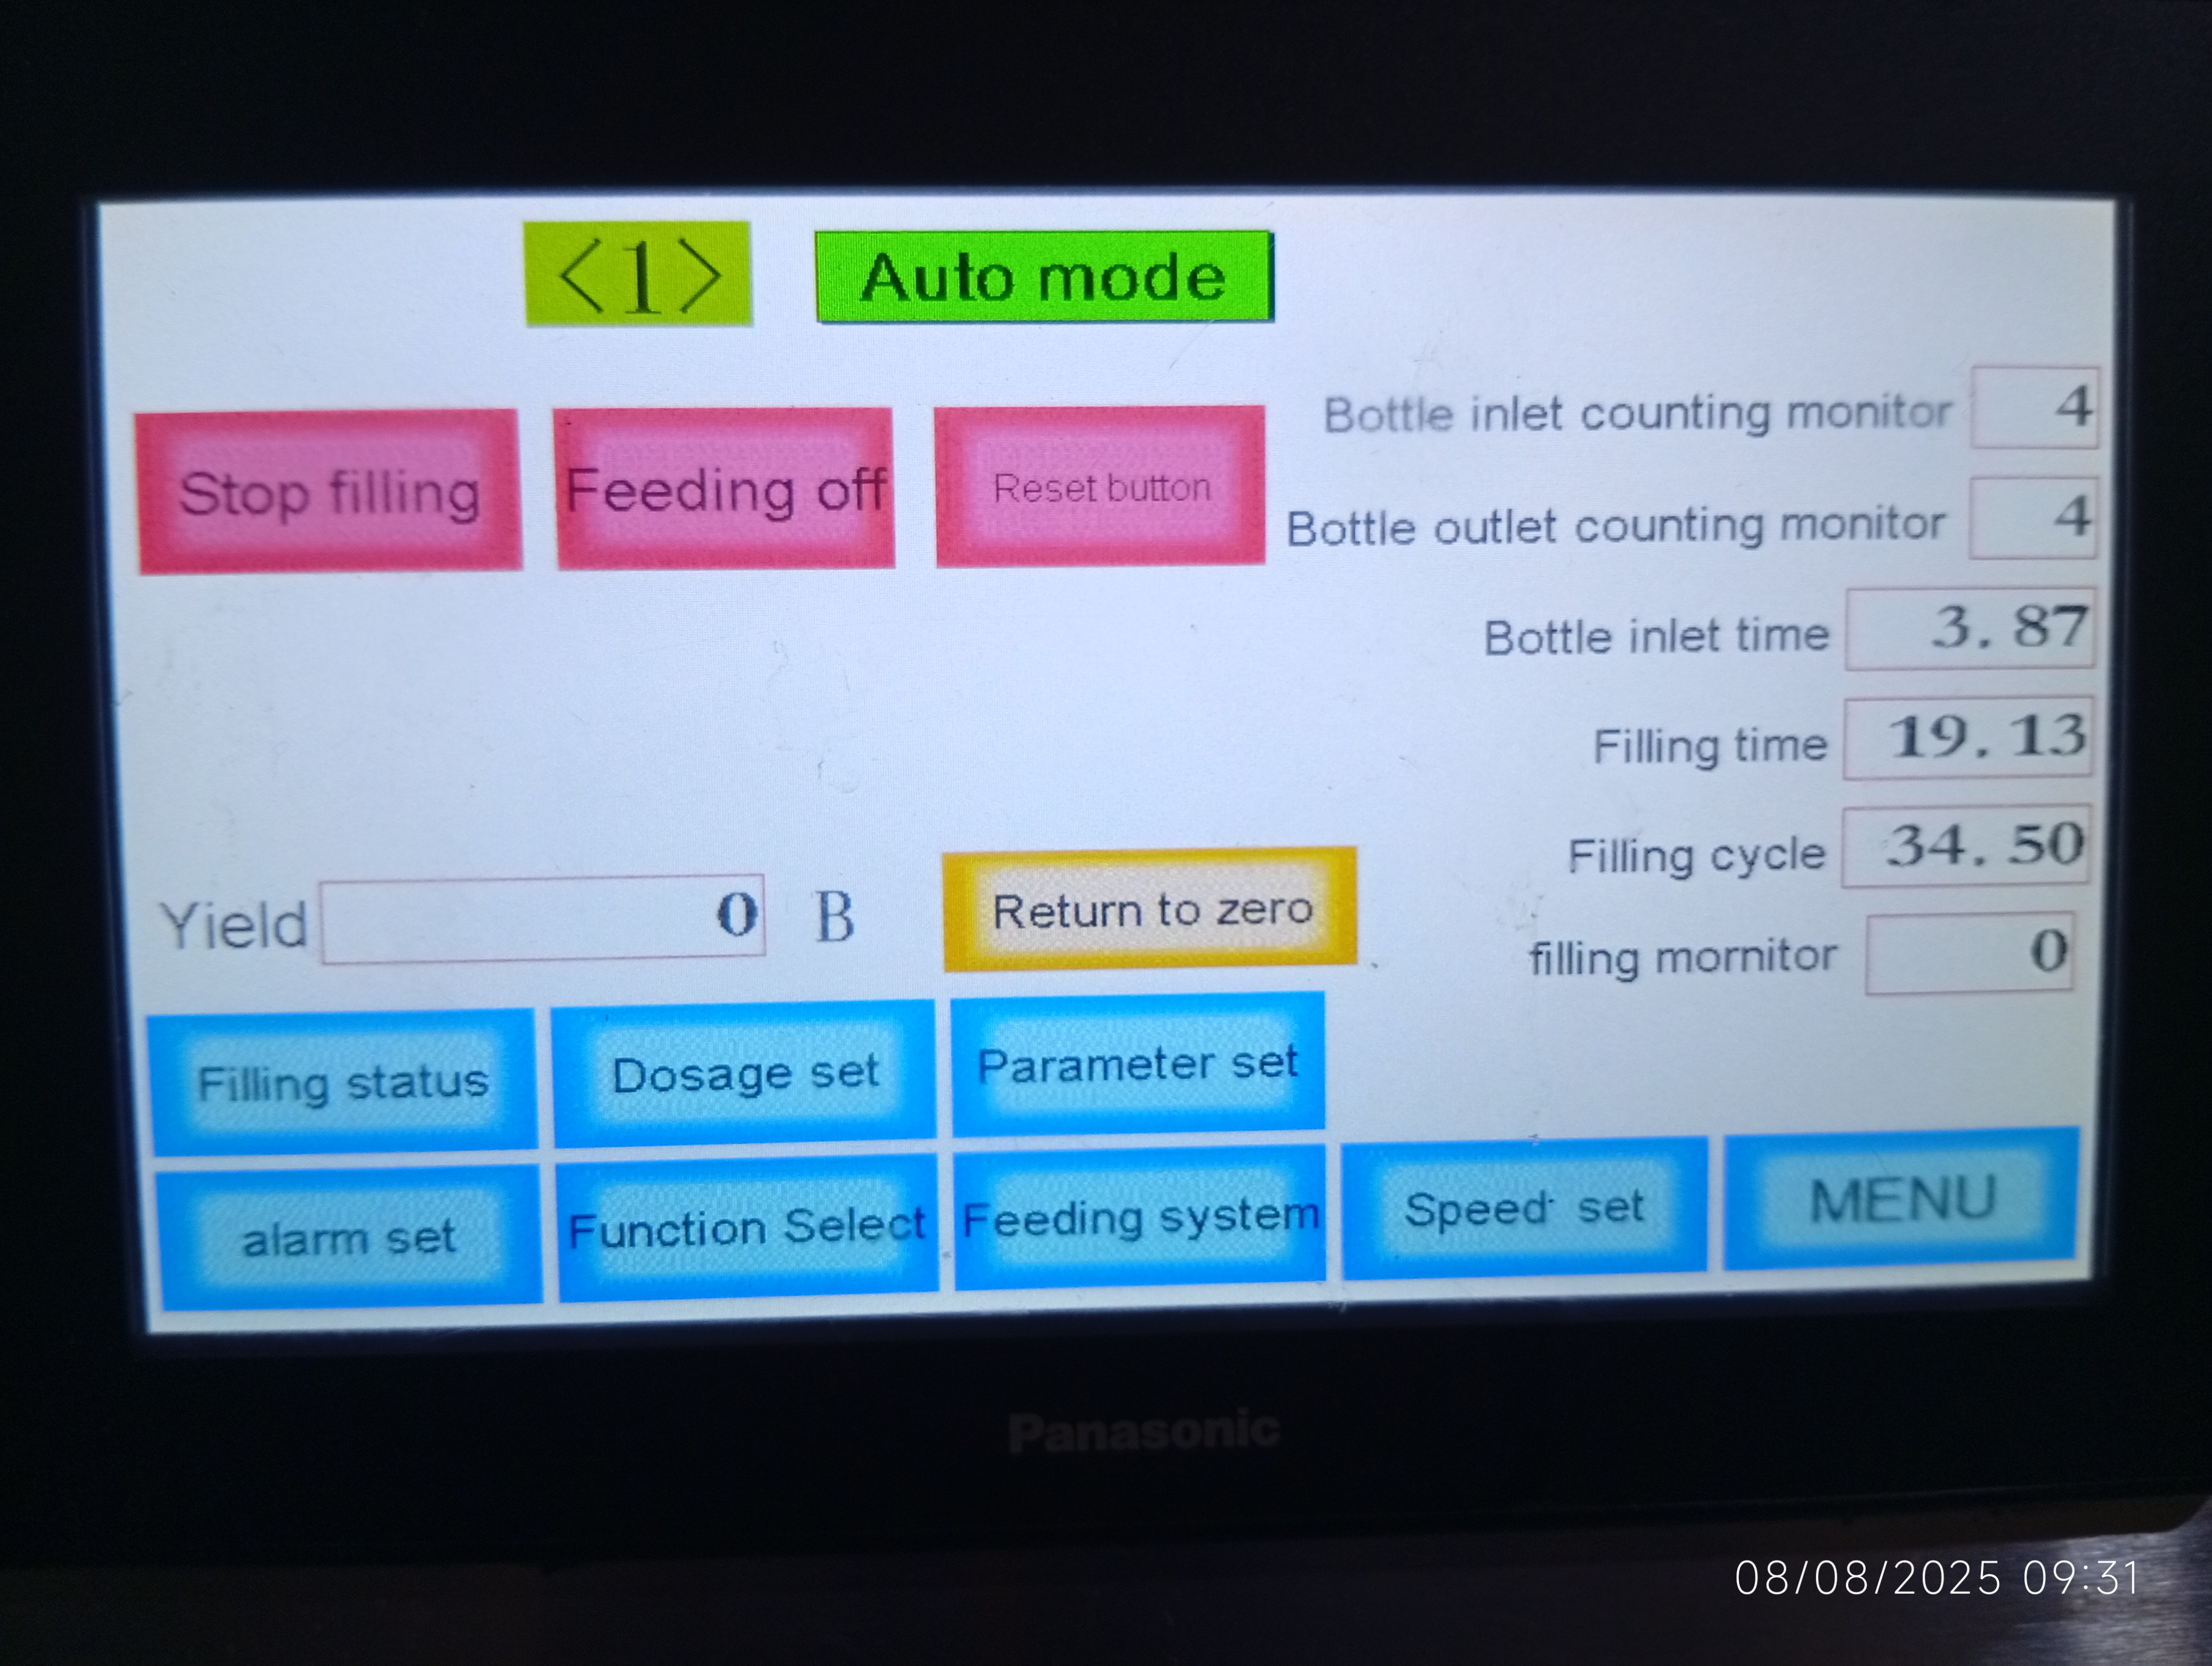 <1> Auto mode
Stop filling
Feeding off
Reset button
Bottle inlet counting monitor 4
Bottle outlet counting monitor 4
Bottle inlet time 3.87
Filling time 19.13
Filling cycle 34.50
filling mornitor 0
Yield 0 B
Return to zero
Filling status
Dosage set
Parameter set
alarm set
Function Select
Feeding system
Speed set
MENU
Panasonic
08/08/2025 09:31